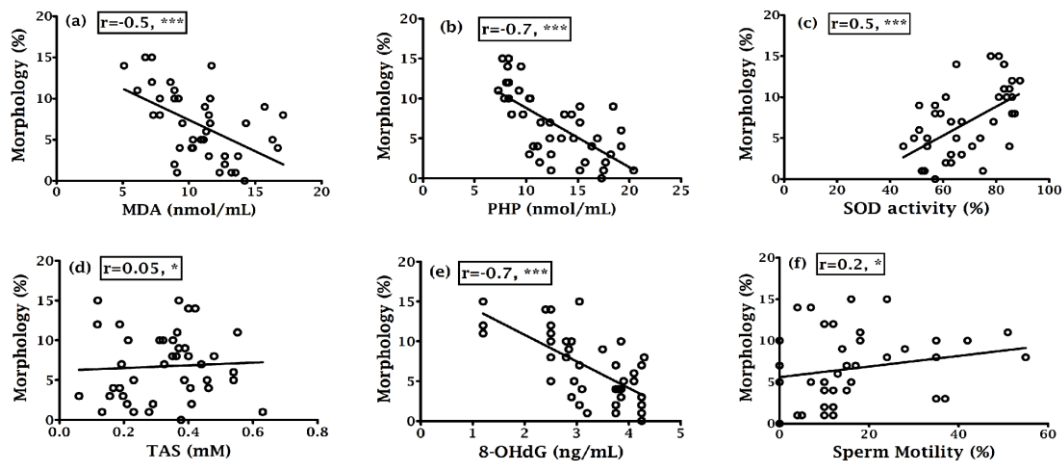 (a)
r=-0.5, ***
Morphology (%)
20
15
10
5
0
0 5 10 15 20
MDA (nmol/mL)
(b)
r=-0.7, ***
Morphology (%)
20
15
10
5
0
0 5 10 15 20 25
PHP (nmol/mL)
(c)
r=0.5, ***
Morphology (%)
20
15
10
5
0
0 20 40 60 80 100
SOD activity (%)
(d)
r=0.05, *
Morphology (%)
20
15
10
5
0
0.0 0.2 0.4 0.6 0.8
TAS (mM)
(e)
r=-0.7, ***
Morphology (%)
20
15
10
5
0
0 1 2 3 4 5
8-OHdG (ng/mL)
(f)
r=0.2, *
Morphology (%)
20
15
10
5
0
0 20 40 60
Sperm Motility (%)